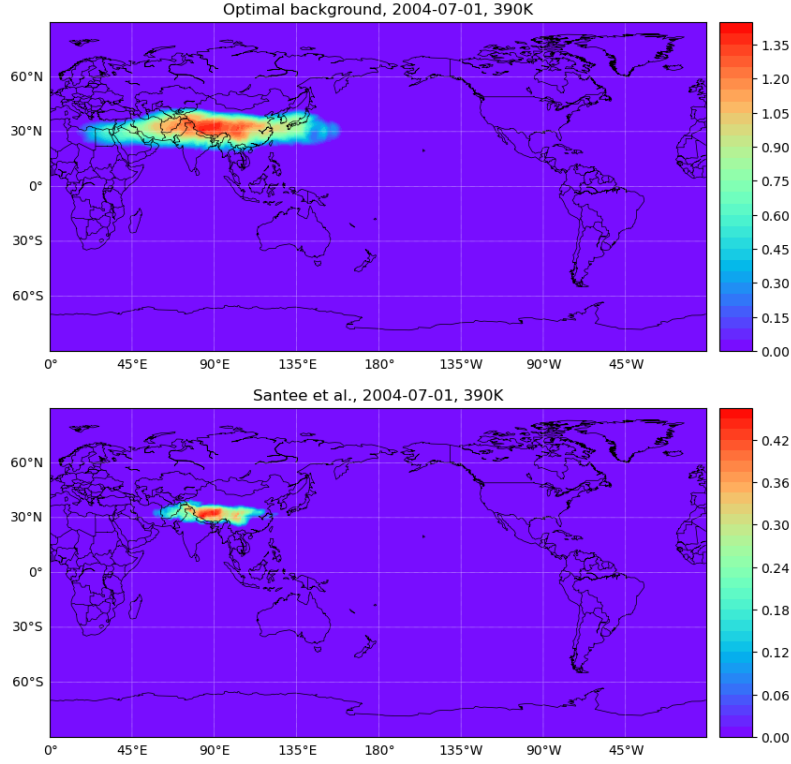 Optimal background, 2004-07-01, 390K
60°N
30°N
0°
30°S
60°S
0°
45°E
90°E
135°E
180°
135°W
90°W
45°W
1.35
1.20
1.05
0.90
0.75
0.60
0.45
0.30
0.15
0.00
Santee et al., 2004-07-01, 390K
60°N
30°N
0°
30°S
60°S
0°
45°E
90°E
135°E
180°
135°W
90°W
45°W
0.42
0.36
0.30
0.24
0.18
0.12
0.06
0.00